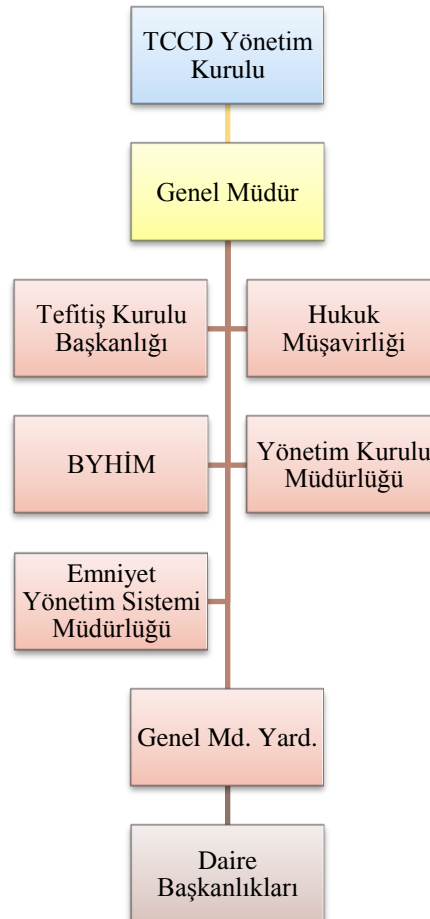 TCCD Yönetim
Kurulu
Genel Müdür
Tefitiş Kurulu
Başkanlığı
Hukuk
Müşavirliği
BYHİM
Yönetim Kurulu
Müdürlüğü
Emniyet
Yönetim Sistemi
Müdürlüğü
Genel Md. Yard.
Daire
Başkanlıkları